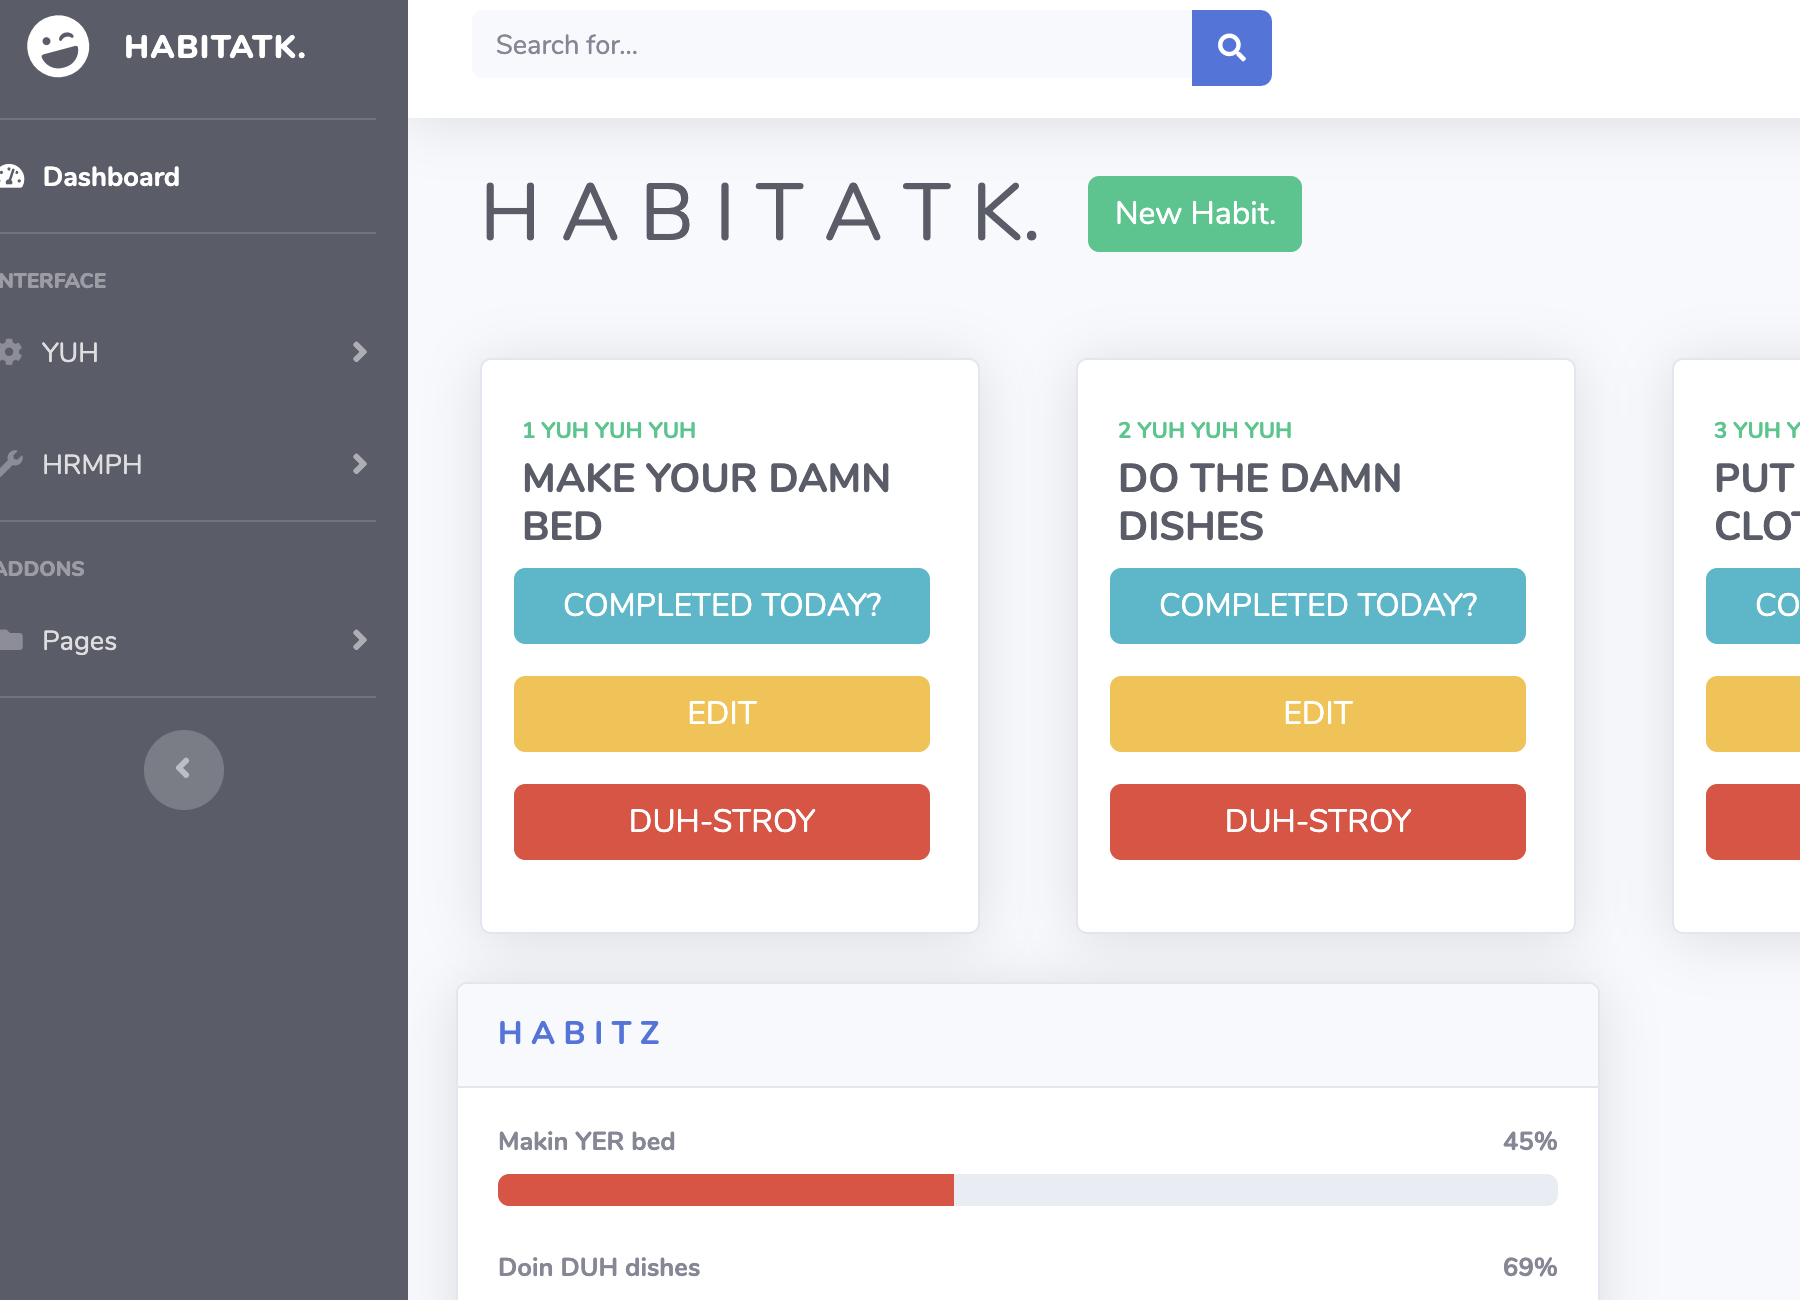 HABITATK.
Search for...
Dashboard
HABITATK.
New Habit.
NTERFACE
YUH
HRMPH
ADDONS
Pages
1 YUH YUH YUH
MAKE YOUR DAMN
BED
COMPLETED TODAY?
EDIT
DUH-STROY
2 YUH YUH YUH
DO THE DAMN
DISHES
COMPLETED TODAY?
EDIT
DUH-STROY
3 YUH Y
PUT
CLOT
CO
HABITZ
Makin YER bed 45%
Doin DUH dishes 69%